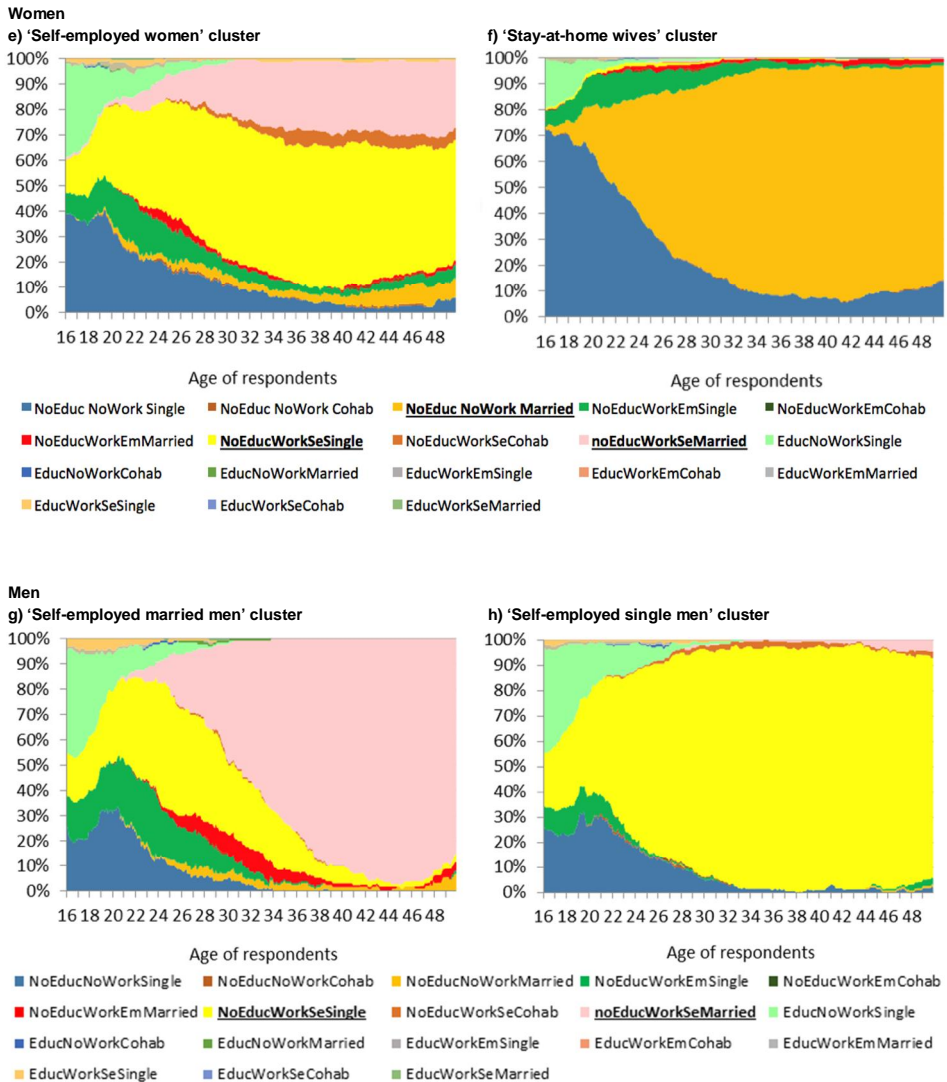 Women
e) ‘Self-employed women’ cluster
f) ‘Stay-at-home wives’ cluster
100%
90%
80%
70%
60%
50%
40%
30%
20%
10%
0%
16 18 20 22 24 26 28 30 32 34 36 38 40 42 44 46 48
Age of respondents
100%
90%
80%
70%
60%
50%
40%
30%
20%
10%
0%
16 18 20 22 24 26 28 30 32 34 36 38 40 42 44 46 48
Age of respondents
NoEduc NoWork Single NoEduc NoWork Cohab NoEduc NoWork Married NoEducWorkEmSingle NoEducWorkEmCohab
NoEducWorkEmMarried NoEducWorkSeSingle NoEducWorkSeCohab noEducWorkSeMarried EducNoWorkSingle
EducNoWorkCohab EducNoWorkMarried EducWorkEmSingle EducWorkEmCohab EducWorkEmMarried
EducWorkSeSingle EducWorkSeCohab EducWorkSeMarried
Men
g) ‘Self-employed married men’ cluster
h) ‘Self-employed single men’ cluster
100%
90%
80%
70%
60%
50%
40%
30%
20%
10%
0%
16 18 20 22 24 26 28 30 32 34 36 38 40 42 44 46 48
Age of respondents
100%
90%
80%
70%
60%
50%
40%
30%
20%
10%
0%
16 18 20 22 24 26 28 30 32 34 36 38 40 42 44 46 48
Age of respondents
NoEducNoWorkSingle NoEducNoWorkCohab NoEducNoWorkMarried NoEducWorkEmSingle NoEducWorkEmCohab
NoEducWorkEmMarried NoEducWorkSeSingle NoEducWorkSeCohab noEducWorkSeMarried EducNoWorkSingle
EducNoWorkCohab EducNoWorkMarried EducWorkEmSingle EducWorkEmCohab EducWorkEmMarried
EducWorkSeSingle EducWorkSeCohab EducWorkSeMarried